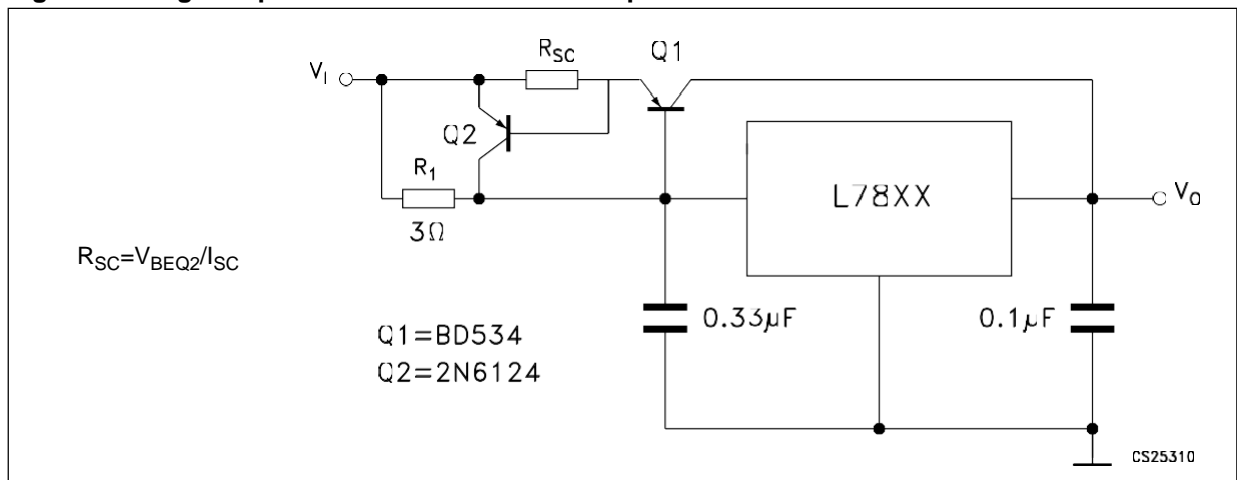 R_SC
Q1
V_I
Q2
R_1
3Ω
L78XX
V_O
R_SC=V_BEQ2/I_SC
0.33µF
0.1µF
Q1=BD534
Q2=2N6124
CS25310